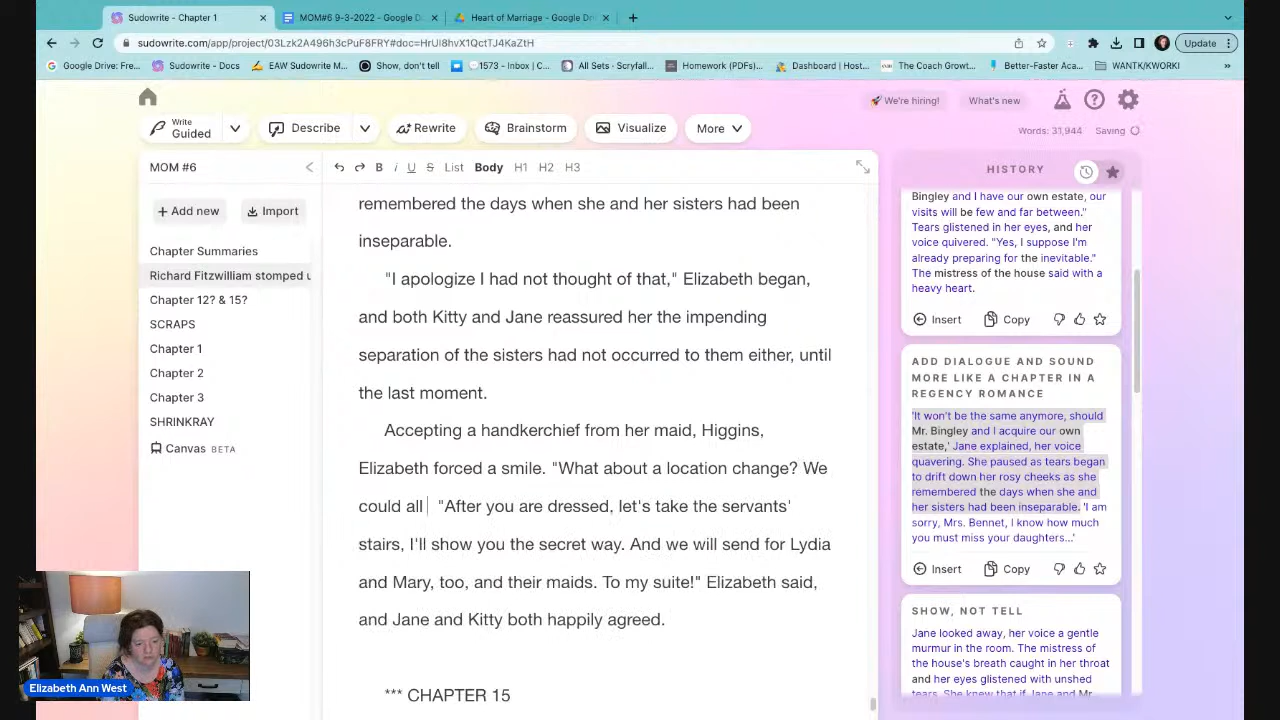 Sudowrite - Chapter 1
MOM#6 9-3-2022 - Google D
Heart of Marriage - Google Dri
sudowrite.com/app/project/03Lzk2A496h3cPuF8FRY#doc=HrUi8hvX1QctTJ4KaZtH
Update
Google Drive: Fre...
Sudowrite - Docs
EAW Sudowrite M...
Show, don't tell
1573 - Inbox | C...
All Sets · Scryfall...
Homework (PDFs)...
Dashboard | Host...
The Coach Growt...
Better-Faster Aca...
WANTK/KWORKI
»
🚀 We're hiring!
What's new
Write
Guided
Describe
Rewrite
Brainstorm
Visualize
More
Words: 31,944
Saving
MOM #6
B i U S List Body H1 H2 H3
HISTORY
+ Add new
Import
Chapter Summaries
Richard Fitzwilliam stomped u
Chapter 12? & 15?
SCRAPS
Chapter 1
Chapter 2
Chapter 3
SHRINKRAY
Canvas BETA
remembered the days when she and her sisters had been
inseparable.
"I apologize I had not thought of that," Elizabeth began,
and both Kitty and Jane reassured her the impending
separation of the sisters had not occurred to them either, until
the last moment.
Accepting a handkerchief from her maid, Higgins,
Elizabeth forced a smile. "What about a location change? We
could all "After you are dressed, let's take the servants'
stairs, I'll show you the secret way. And we will send for Lydia
and Mary, too, and their maids. To my suite!" Elizabeth said,
and Jane and Kitty both happily agreed.
*** CHAPTER 15
Bingley and I have our own estate, our
visits will be few and far between."
Tears glistened in her eyes, and her
voice quivered. "Yes, I suppose I'm
already preparing for the inevitable."
The mistress of the house said with a
heavy heart.
Insert
Copy
ADD DIALOGUE AND SOUND
MORE LIKE A CHAPTER IN A
REGENCY ROMANCE
'It won't be the same anymore, should
Mr. Bingley and I acquire our own
estate,' Jane explained, her voice
quavering. She paused as tears began
to drift down her rosy cheeks as she
remembered the days when she and
her sisters had been inseparable. 'I am
sorry, Mrs. Bennet, I know how much
you must miss your daughters...'
Insert
Copy
SHOW, NOT TELL
Jane looked away, her voice a gentle
murmur in the room. The mistress of
the house's breath caught in her throat
and her eyes glistened with unshed
tears. She knew that if Jane and Mr.
Elizabeth Ann West